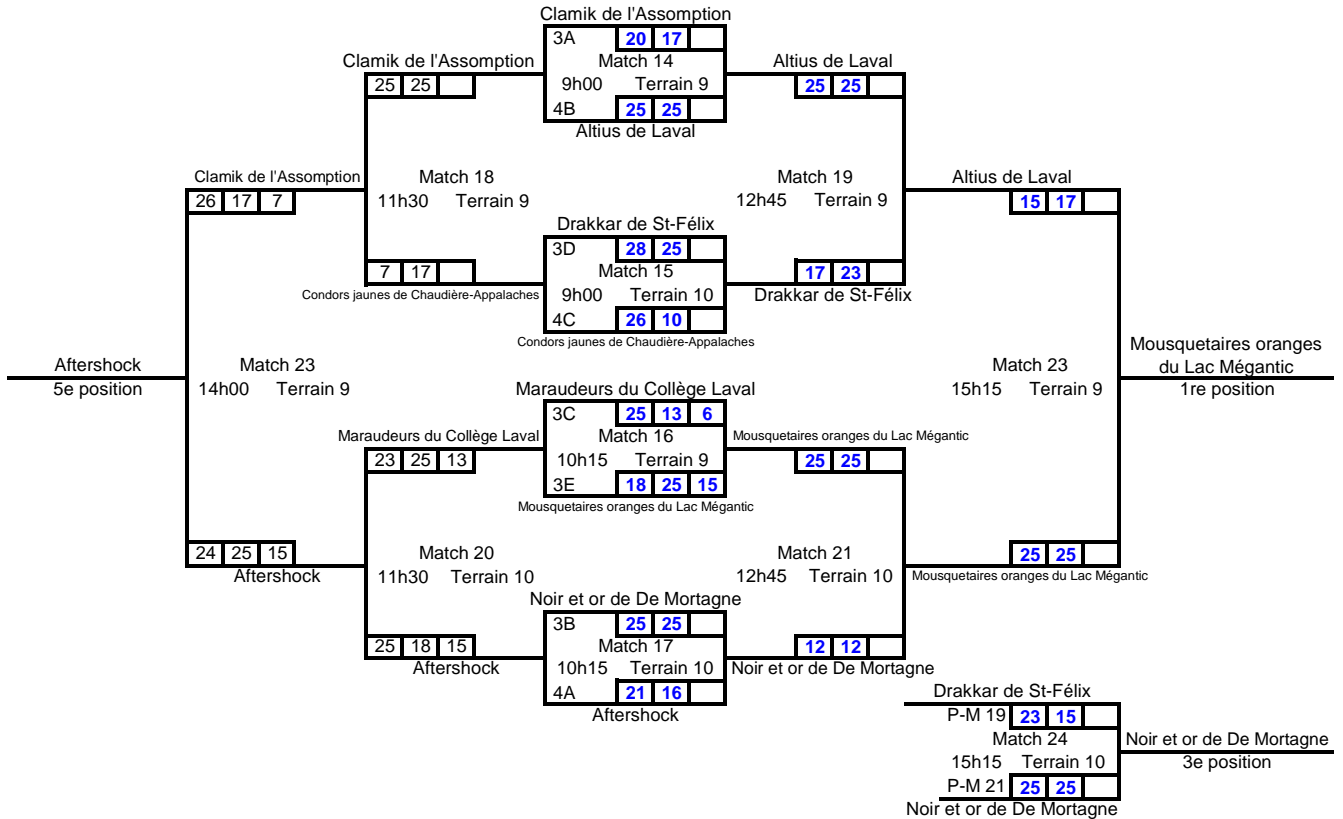 Clamik de l'Assomption
3A 20 17
Clamik de l'Assomption Match 14 Altius de Laval
25 25 9h00 Terrain 9 25 25
4B 25 25
Altius de Laval
Clamik de l'Assomption Match 18 Match 19 Altius de Laval
26 17 7 11h30 Terrain 9 12h45 Terrain 9 15 17
Drakkar de St-Félix
3D 28 25
7 17 Match 15 17 23
Condors jaunes de Chaudière-Appalaches 9h00 Terrain 10 Drakkar de St-Félix
4C 26 10
Condors jaunes de Chaudière-Appalaches
Mousquetaires oranges
Aftershock Match 23 Match 23 du Lac Mégantic
5e position 14h00 Terrain 9 15h15 Terrain 9 1re position
Maraudeurs du Collège Laval
3C 25 13 6
Maraudeurs du Collège Laval Match 16 Mousquetaires oranges du Lac Mégantic
23 25 13 10h15 Terrain 9 25 25
3E 18 25 15
Mousquetaires oranges du Lac Mégantic
24 25 15 Match 20 Match 21 25 25
Aftershock 11h30 Terrain 10 12h45 Terrain 10 Mousquetaires oranges du Lac Mégantic
Noir et or de De Mortagne
3B 25 25
25 18 15 Match 17 12 12
Aftershock 10h15 Terrain 10 Noir et or de De Mortagne
4A 21 16
Aftershock
Drakkar de St-Félix
P-M 19 23 15
Match 24 Noir et or de De Mortagne
15h15 Terrain 10 3e position
P-M 21 25 25
Noir et or de De Mortagne